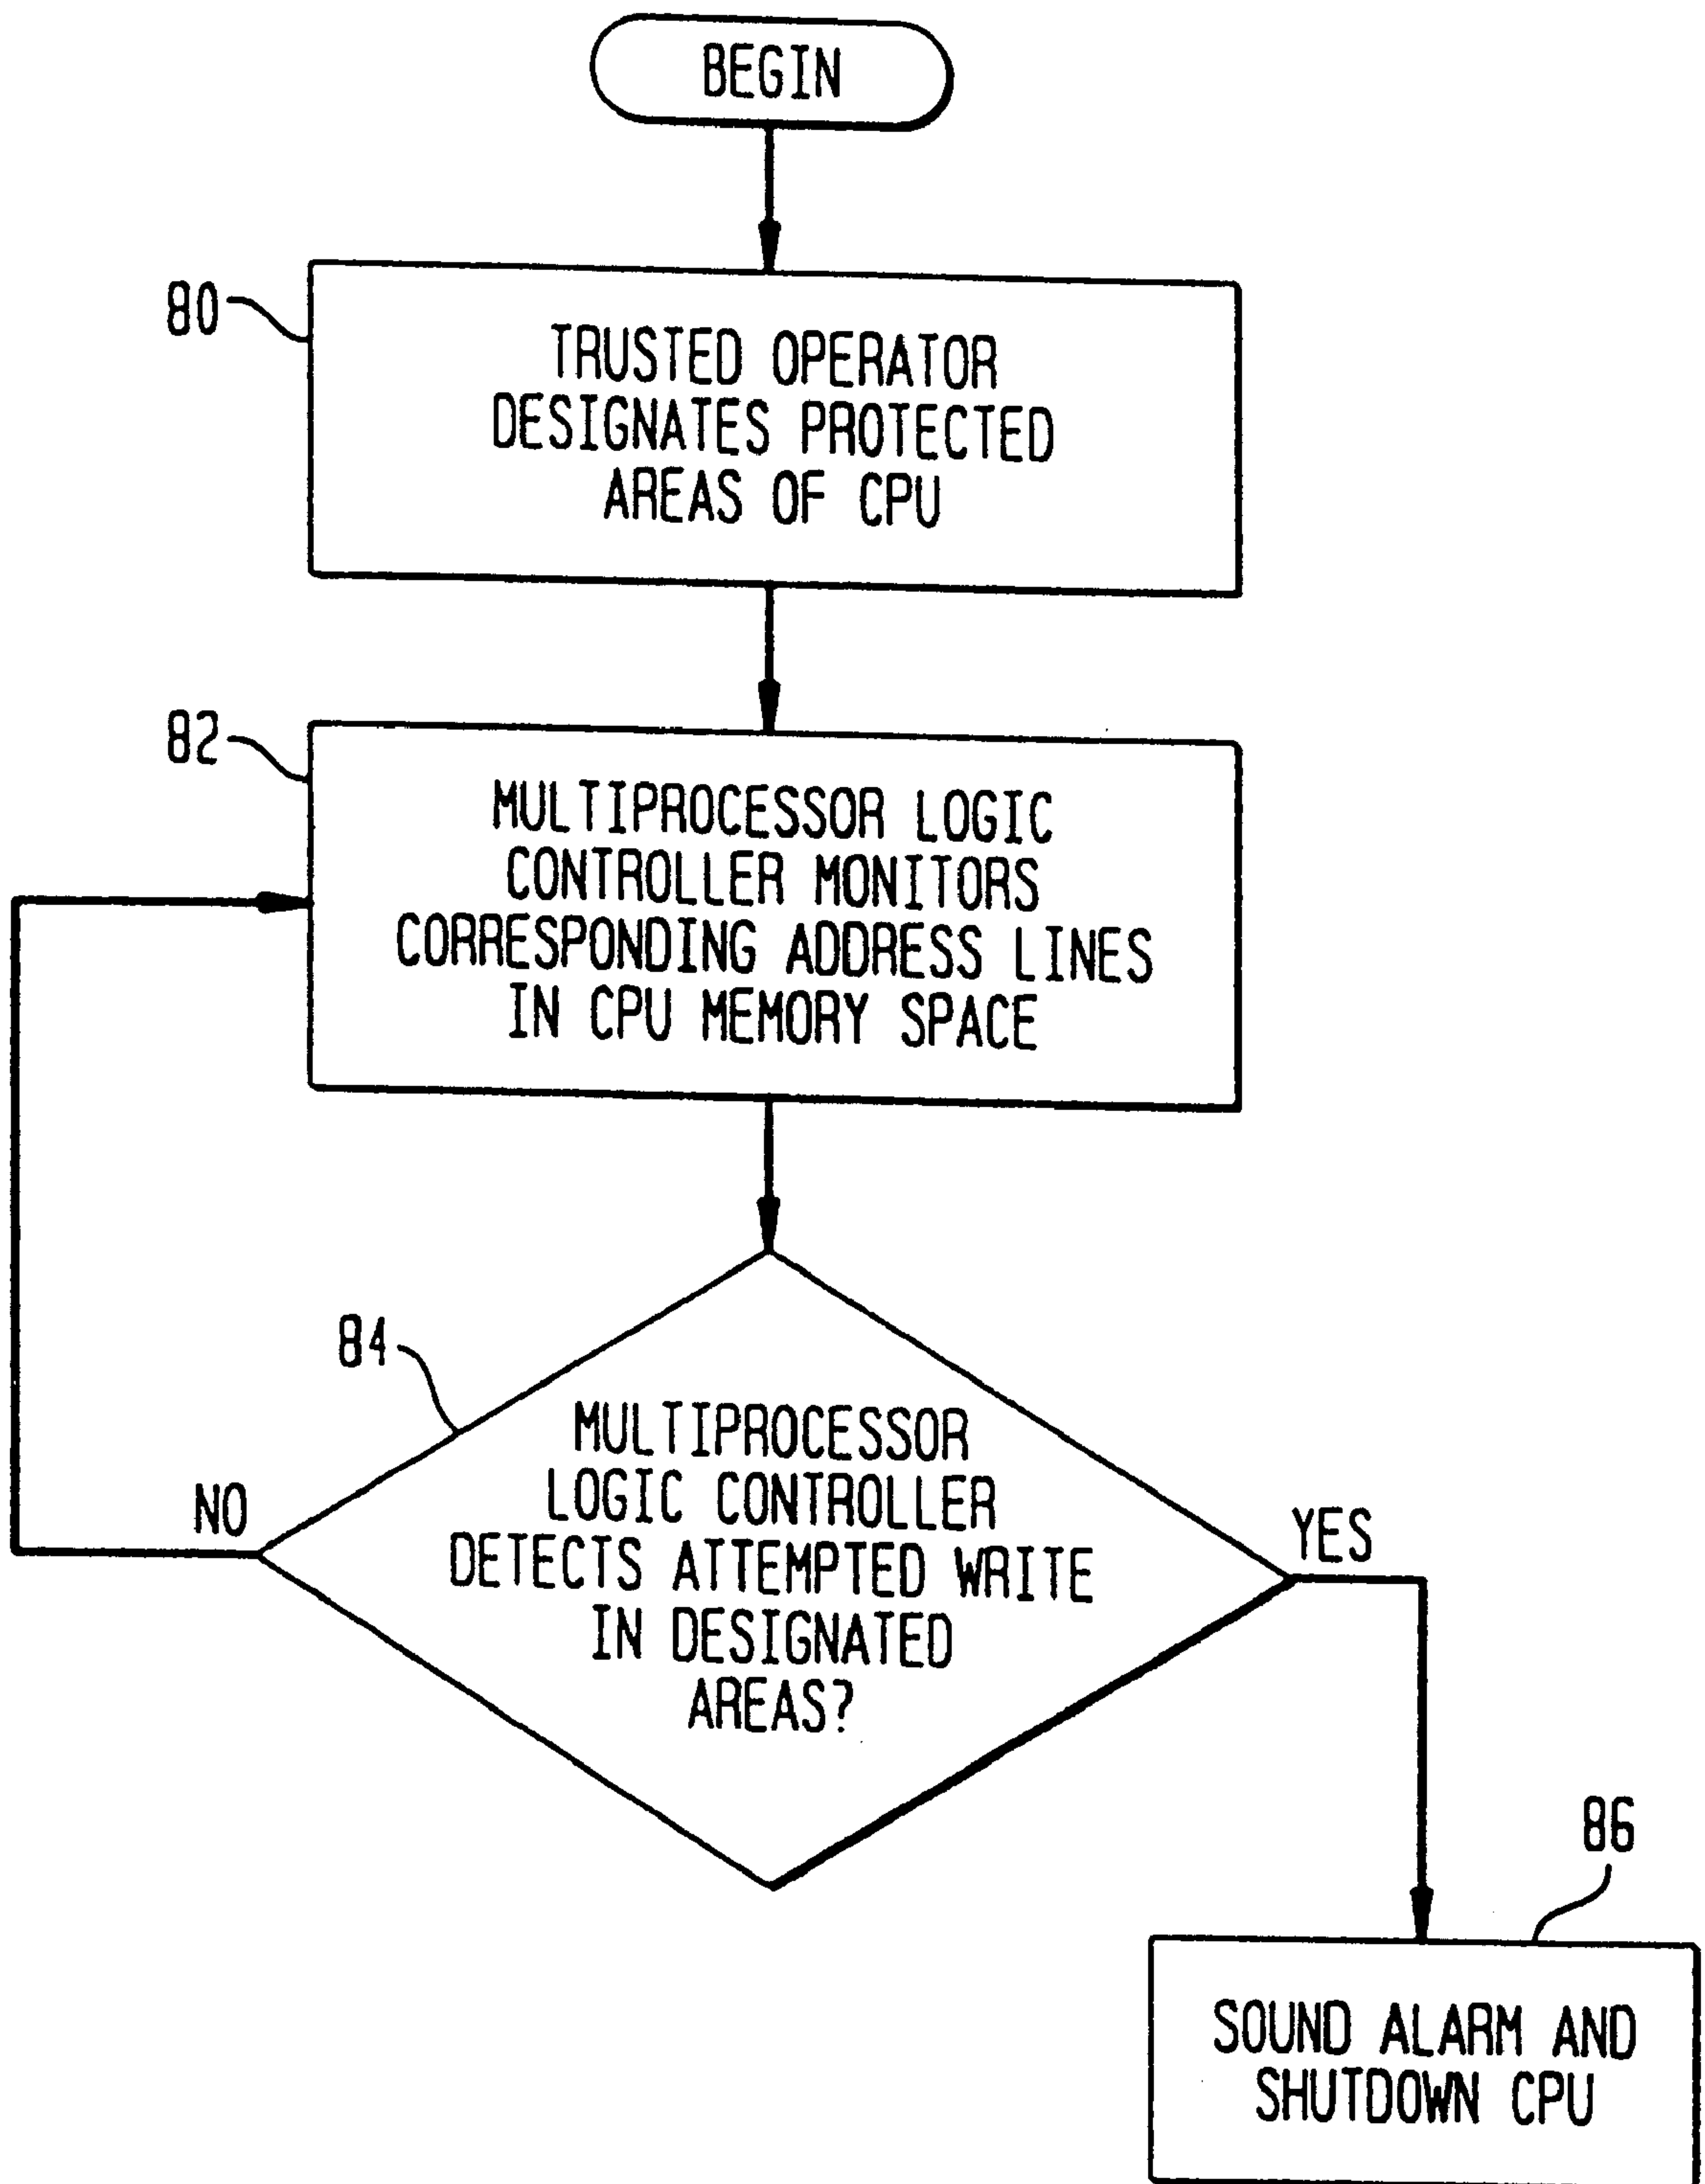 BEGIN
80
TRUSTED OPERATOR
DESIGNATES PROTECTED
AREAS OF CPU
82
MULTIPROCESSOR LOGIC
CONTROLLER MONITORS
CORRESPONDING ADDRESS LINES
IN CPU MEMORY SPACE
84
MULTIPROCESSOR
LOGIC CONTROLLER
DETECTS ATTEMPTED WRITE
IN DESIGNATED
AREAS?
NO
YES
86
SOUND ALARM AND
SHUTDOWN CPU